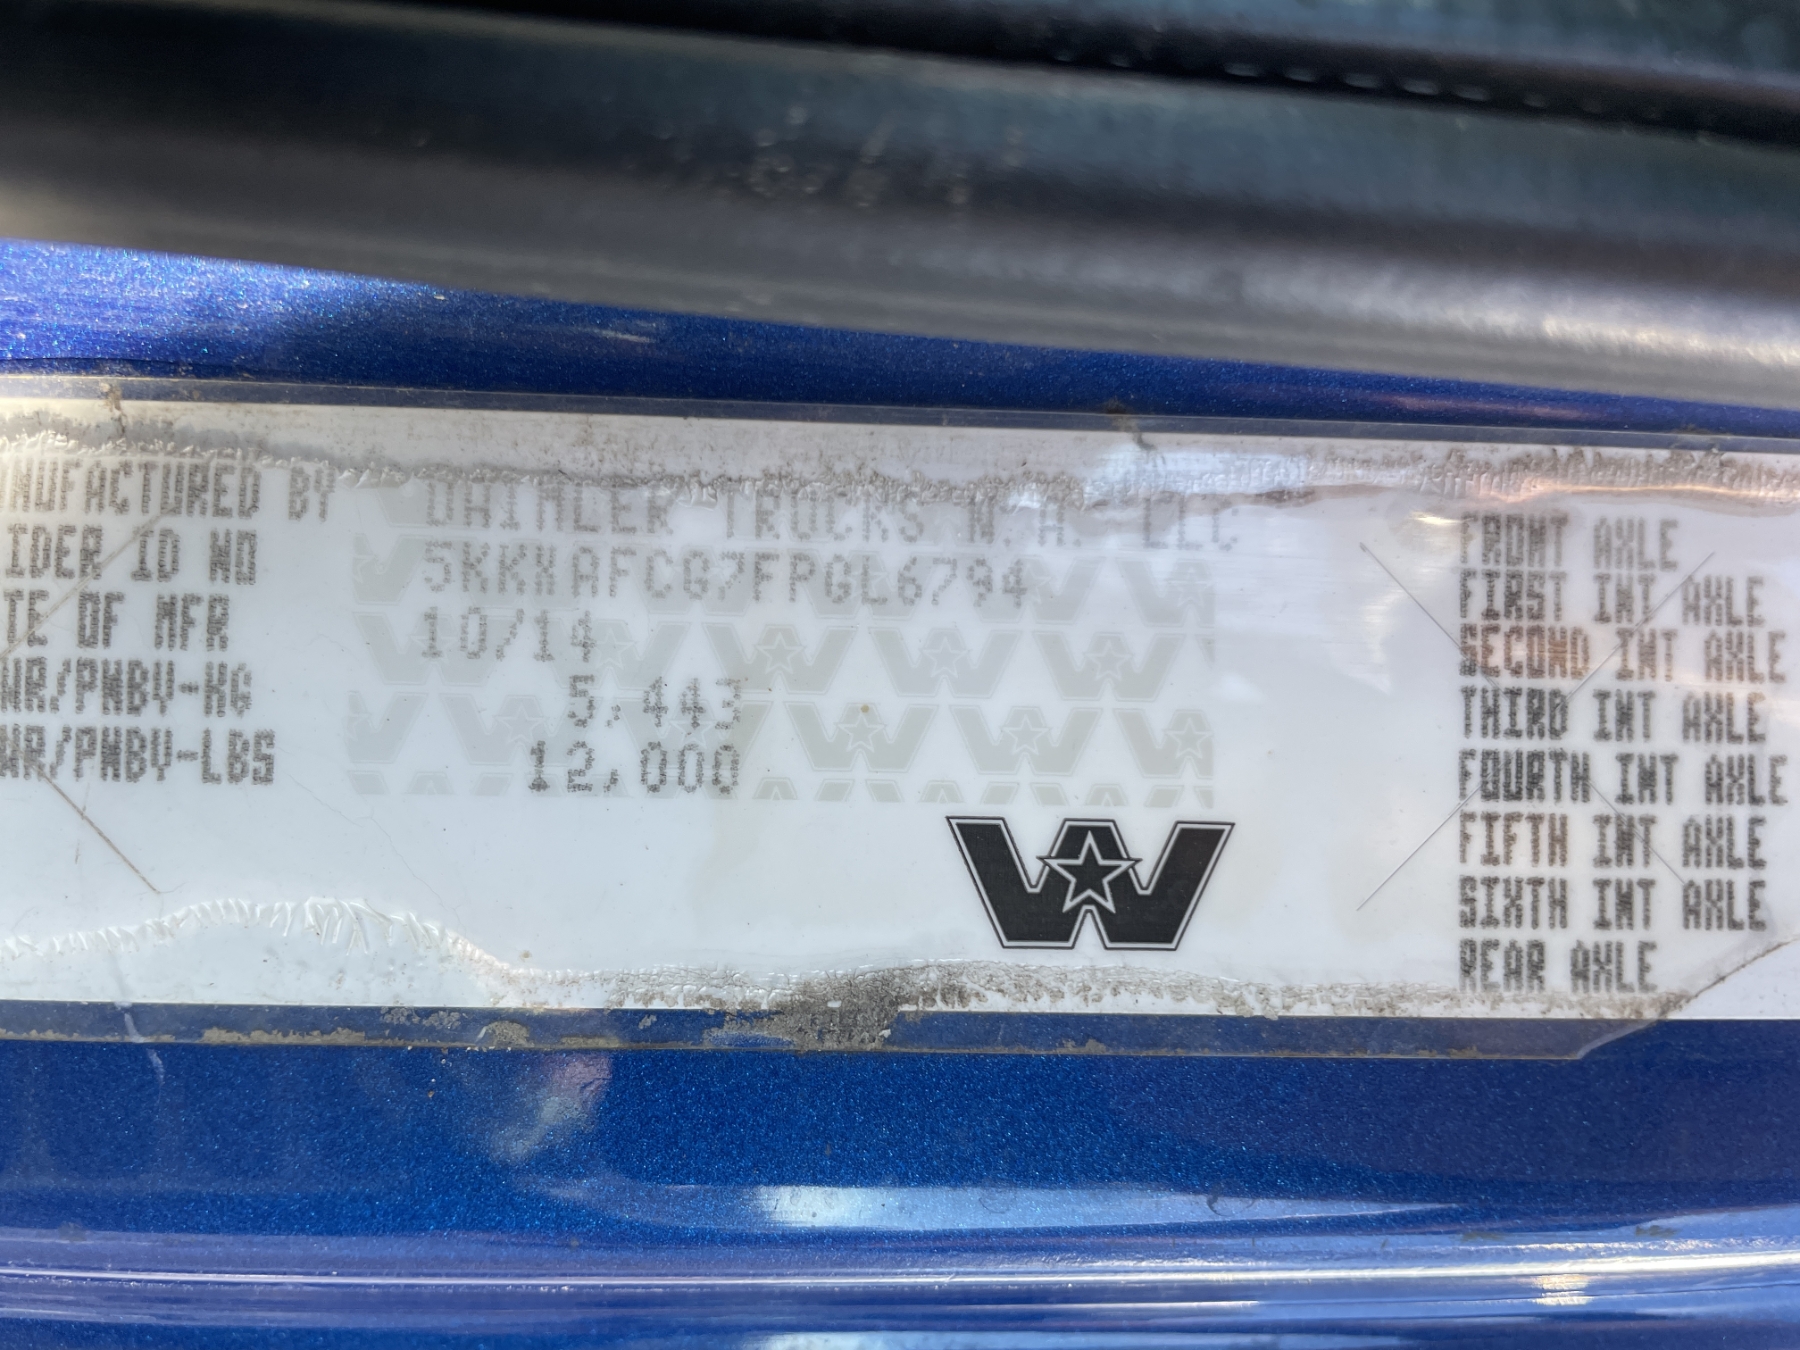 NUFACTURED BY DAIMLER TRUCKS N.A. LLC
IDER ID NO 5KKXAFCG7FPGL6794
TE OF MFR 10/14
WR/PNBV-KG 5,443
WR/PNBV-LBS 12,000
FRONT AXLE
FIRST INT AXLE
SECOND INT AXLE
THIRD INT AXLE
FOURTH INT AXLE
FIFTH INT AXLE
SIXTH INT AXLE
REAR AXLE